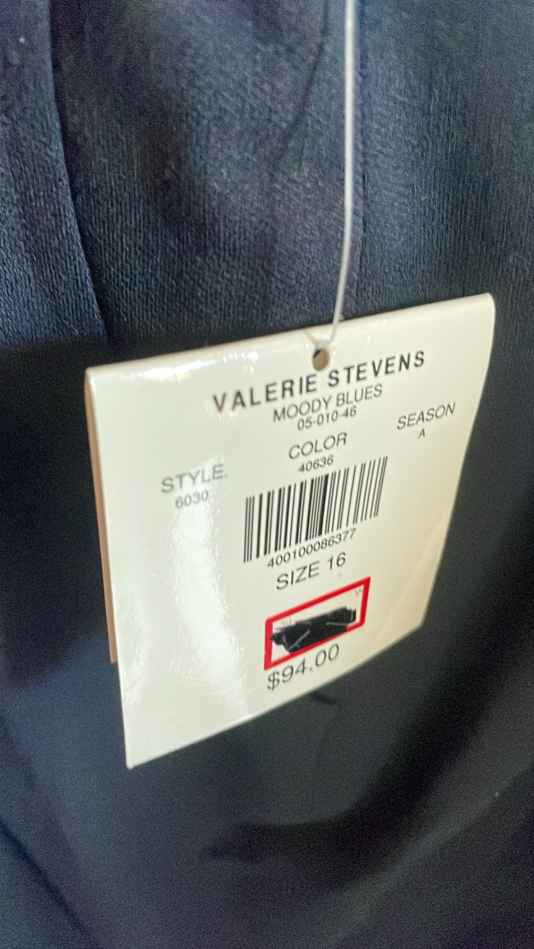 VALERIE STEVENS
MOODY BLUES
05-010-46
SEASON
A
COLOR
40636
STYLE
6030
400100086377
SIZE 16
$94.00